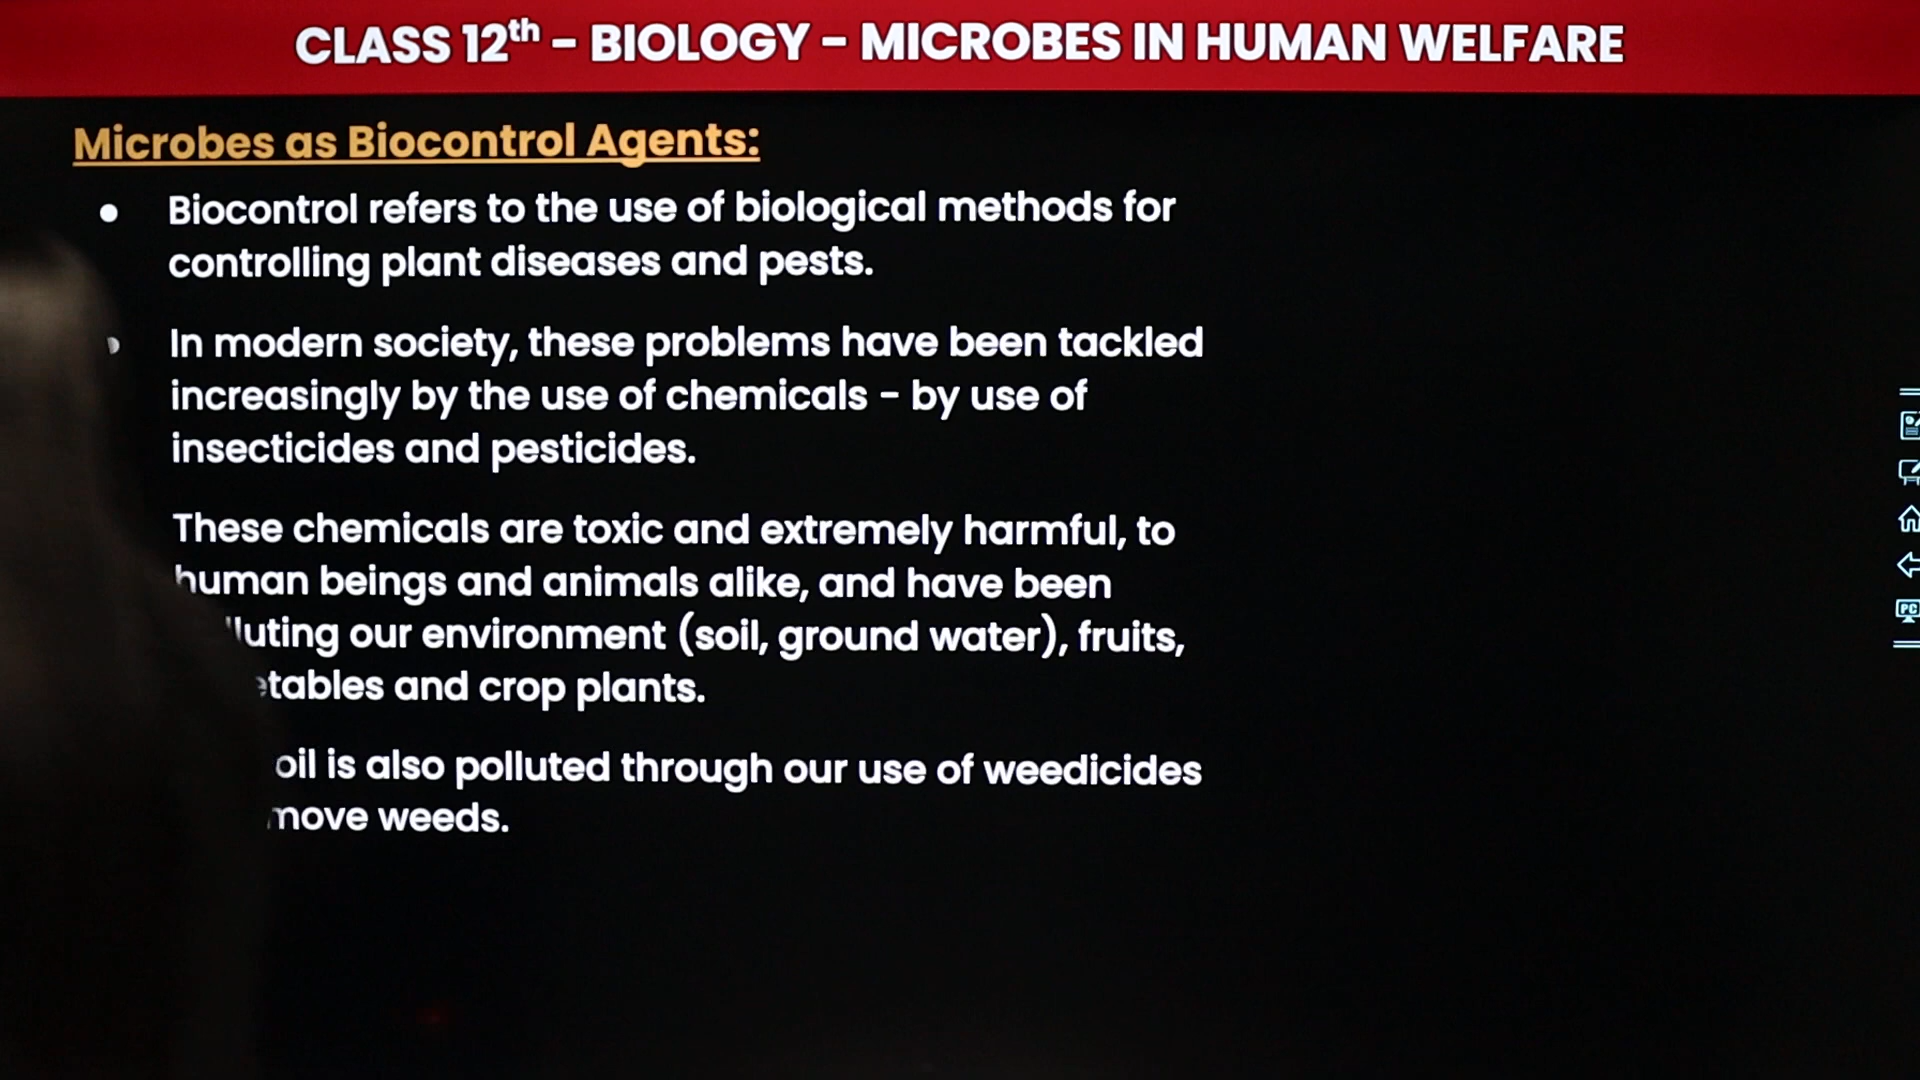 CLASS 12th – BIOLOGY – MICROBES IN HUMAN WELFARE
Microbes as Biocontrol Agents:
• Biocontrol refers to the use of biological methods for
controlling plant diseases and pests.
• In modern society, these problems have been tackled
increasingly by the use of chemicals – by use of
insecticides and pesticides.
These chemicals are toxic and extremely harmful, to
human beings and animals alike, and have been
our environment (soil, ground water), fruits,
and crop plants.
is also polluted through our use of weedicides
weeds.
PC